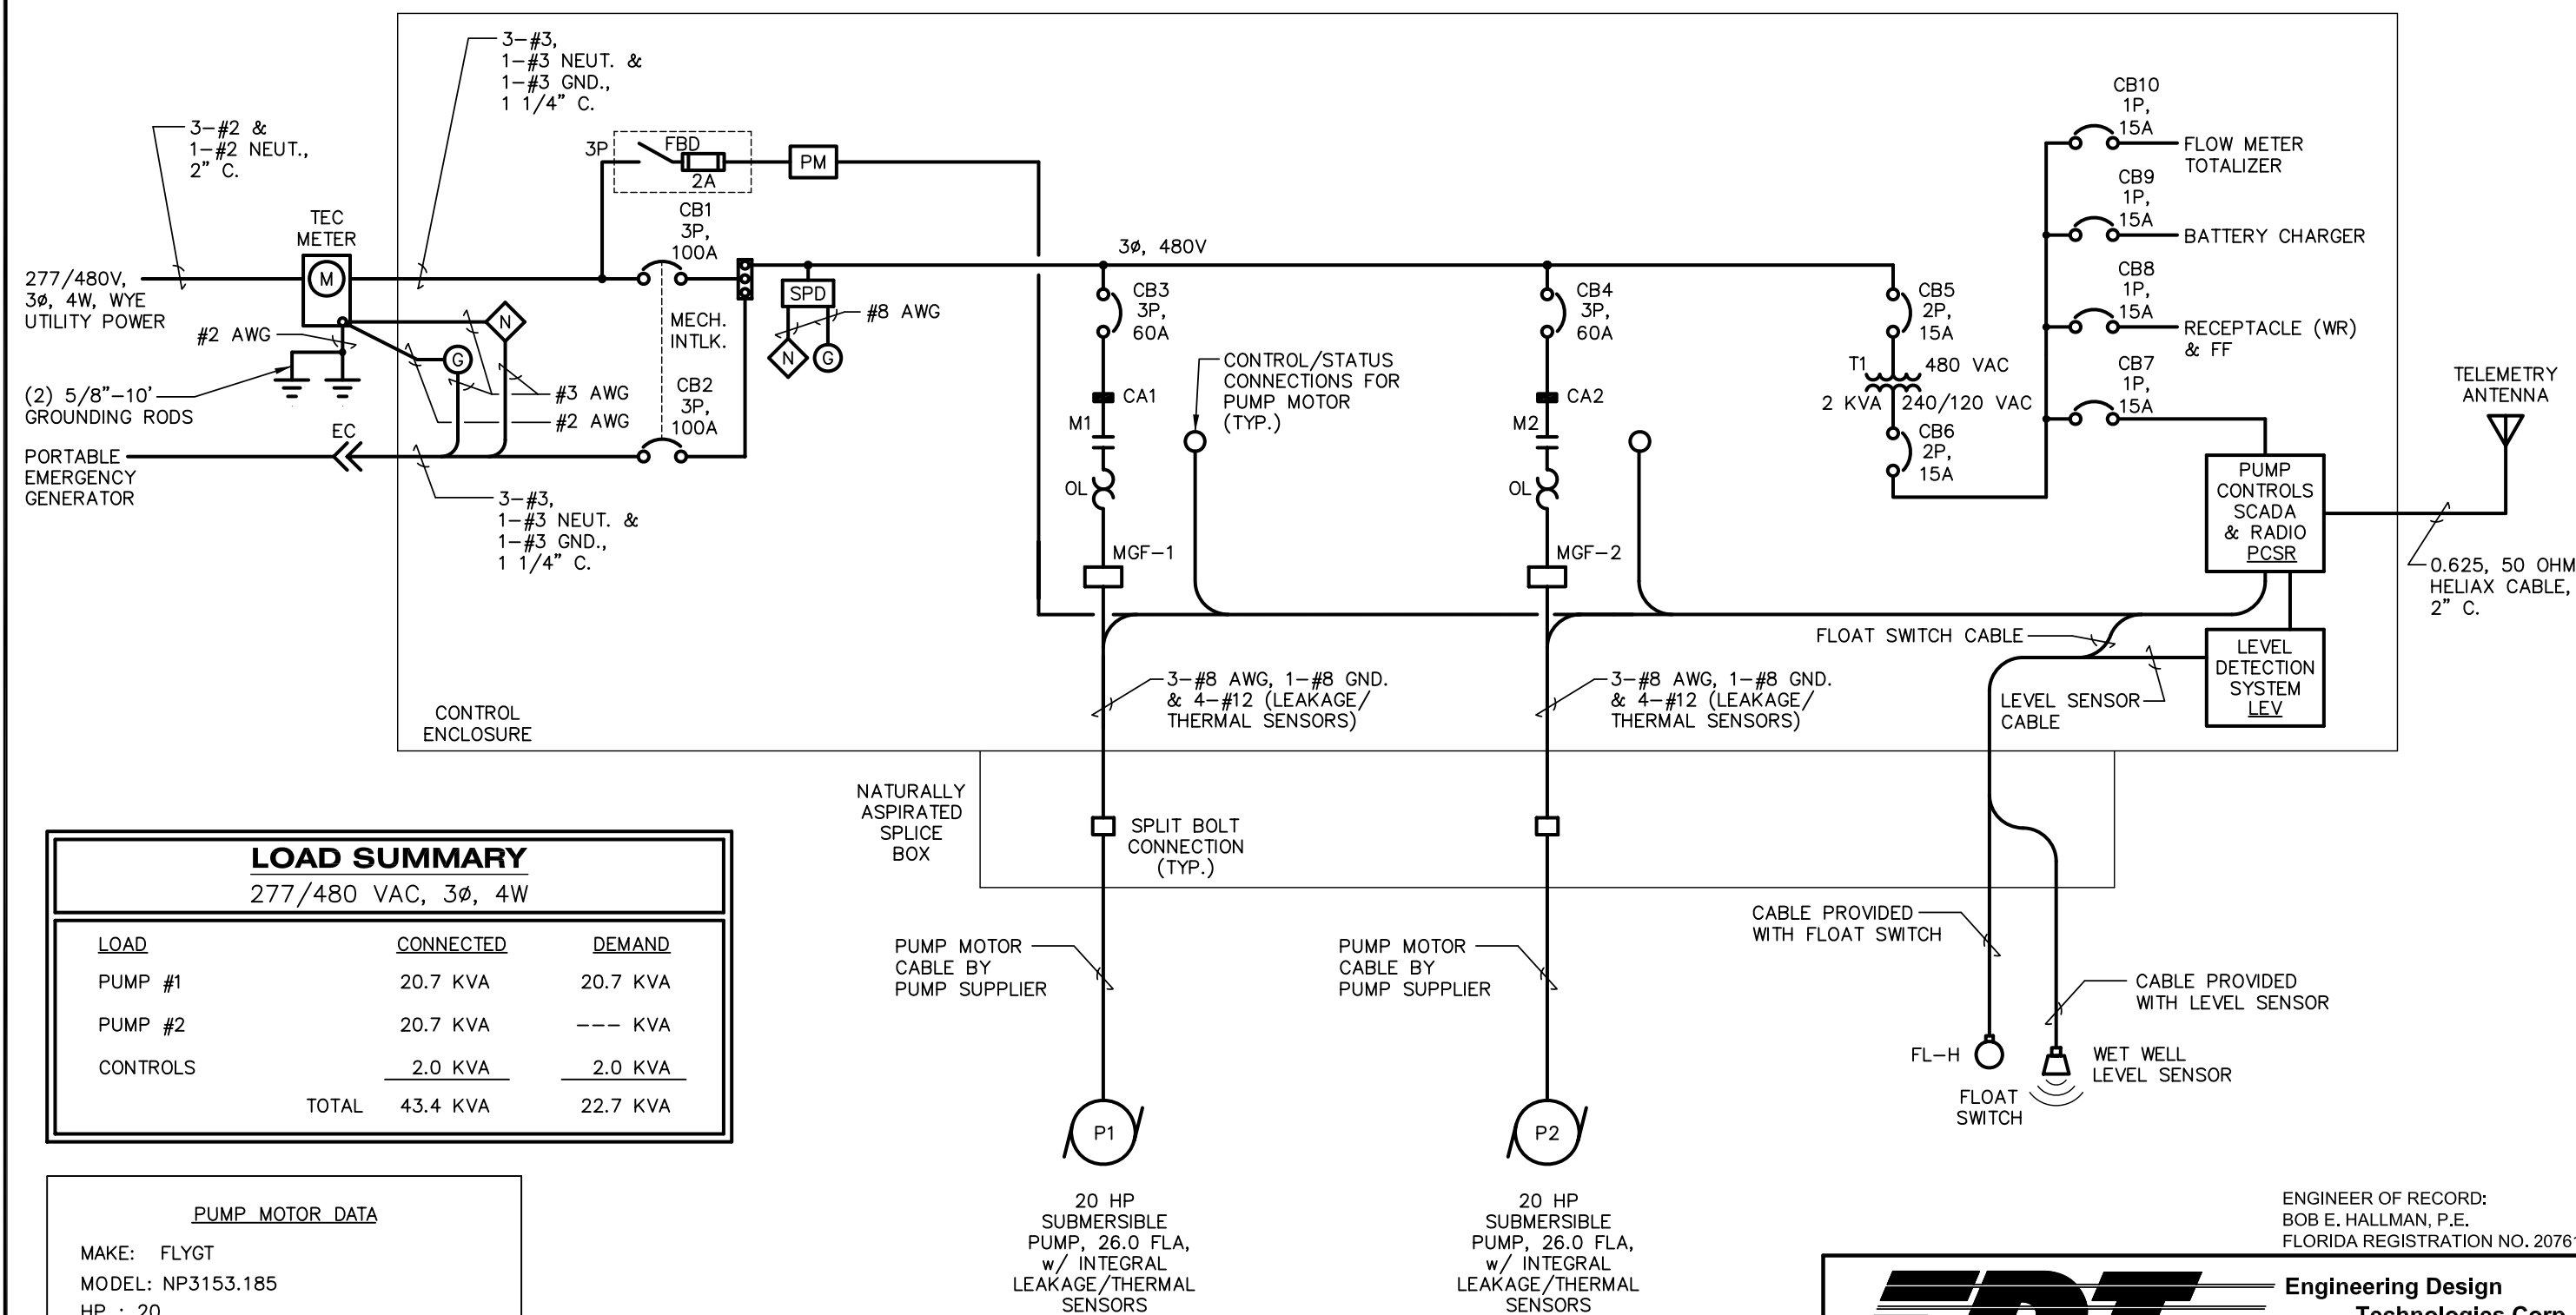 3-#3,
1-#3 NEUT. &
1-#3 GND.,
1 1/4" C.
3-#2 &
1-#2 NEUT.,
2" C.
3P
FBD
2A
PM
TEC
METER
M
CB1
3P,
100A
277/480V,
3ø, 4W, WYE
UTILITY POWER
#2 AWG
N
G
(2) 5/8"-10'
GROUNDING RODS
#3 AWG
#2 AWG
EC
PORTABLE
EMERGENCY
GENERATOR
3-#3,
1-#3 NEUT. &
1-#3 GND.,
1 1/4" C.
MECH.
INTLK.
CB2
3P,
100A
SPD
#8 AWG
N
G
3ø, 480V
CB3
3P,
60A
CA1
M1
OL
MGF-1
CONTROL/STATUS
CONNECTIONS FOR
PUMP MOTOR
(TYP.)
CB4
3P,
60A
CA2
M2
OL
MGF-2
CB5
2P,
15A
T1
480 VAC
2 KVA
240/120 VAC
CB6
2P,
15A
CB10
1P,
15A
FLOW METER
TOTALIZER
CB9
1P,
15A
BATTERY CHARGER
CB8
1P,
15A
RECEPTACLE (WR)
& FF
CB7
1P,
15A
TELEMETRY
ANTENNA
PUMP
CONTROLS
SCADA
& RADIO
PCSR
0.625, 50 OHM
HELIAX CABLE,
2" C.
FLOAT SWITCH CABLE
LEVEL SENSOR
CABLE
LEVEL
DETECTION
SYSTEM
LEV
3-#8 AWG, 1-#8 GND.
& 4-#12 (LEAKAGE/
THERMAL SENSORS)
3-#8 AWG, 1-#8 GND.
& 4-#12 (LEAKAGE/
THERMAL SENSORS)
CONTROL
ENCLOSURE
NATURALLY
ASPIRATED
SPLICE
BOX
SPLIT BOLT
CONNECTION
(TYP.)
LOAD SUMMARY
277/480 VAC, 3ø, 4W
LOAD CONNECTED DEMAND
PUMP #1 20.7 KVA 20.7 KVA
PUMP #2 20.7 KVA --- KVA
CONTROLS 2.0 KVA 2.0 KVA
TOTAL 43.4 KVA 22.7 KVA
PUMP MOTOR
CABLE BY
PUMP SUPPLIER
PUMP MOTOR
CABLE BY
PUMP SUPPLIER
CABLE PROVIDED
WITH FLOAT SWITCH
CABLE PROVIDED
WITH LEVEL SENSOR
FL-H
FLOAT
SWITCH
WET WELL
LEVEL SENSOR
P1
20 HP
SUBMERSIBLE
PUMP, 26.0 FLA,
w/ INTEGRAL
LEAKAGE/THERMAL
SENSORS
P2
20 HP
SUBMERSIBLE
PUMP, 26.0 FLA,
w/ INTEGRAL
LEAKAGE/THERMAL
SENSORS
PUMP MOTOR DATA
MAKE: FLYGT
MODEL: NP3153.185
HP : 20
ENGINEER OF RECORD:
BOB E. HALLMAN, P.E.
FLORIDA REGISTRATION NO. 20761
EDT
Engineering Design
Technologies Corp